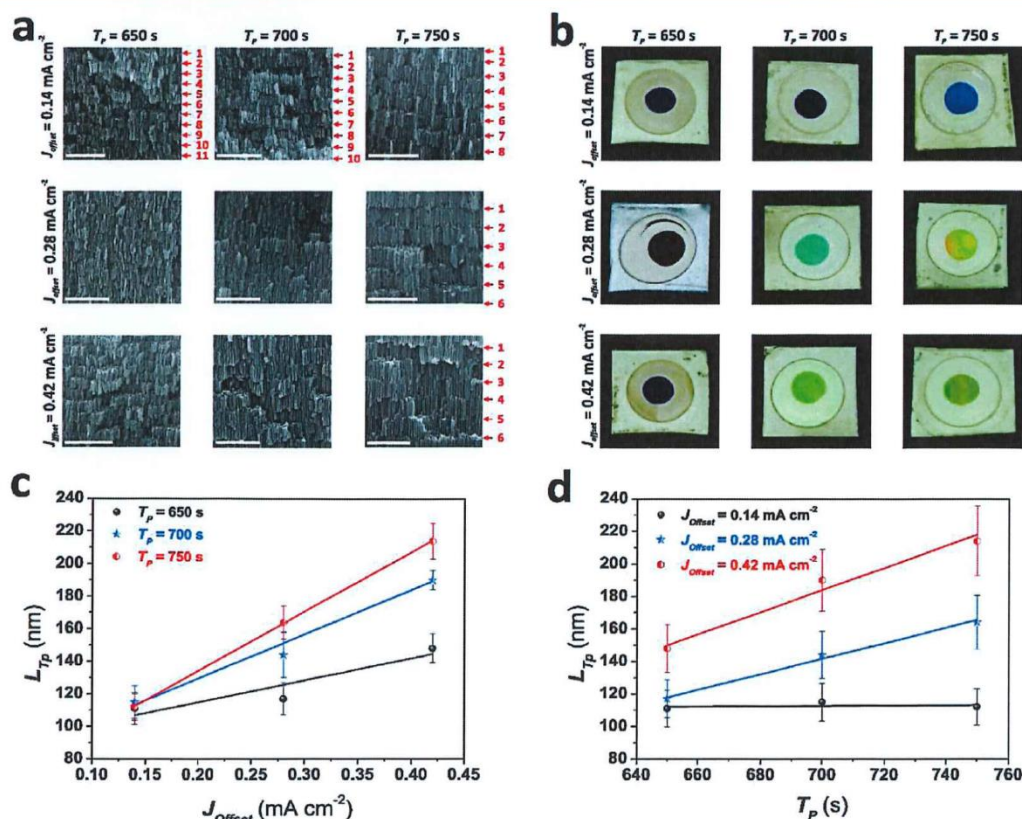 a
T_P = 650 s T_P = 700 s T_P = 750 s
J_offset = 0.14 mA cm⁻²
1
2
3
4
5
6
7
8
9
10
11
1
2
3
4
5
6
7
8
9
10
1
2
3
4
5
6
7
8
J_offset = 0.28 mA cm⁻²
1
2
3
4
5
6
J_offset = 0.42 mA cm⁻²
1
2
3
4
5
6
b
T_P = 650 s T_P = 700 s T_P = 750 s
J_offset = 0.14 mA cm⁻²
J_offset = 0.28 mA cm⁻²
J_offset = 0.42 mA cm⁻²
c
T_P = 650 s
T_P = 700 s
T_P = 750 s
L_Tp (nm)
240
220
200
180
160
140
120
100
80
0.10 0.15 0.20 0.25 0.30 0.35 0.40 0.45
J_Offset (mA cm⁻²)
d
J_Offset = 0.14 mA cm⁻²
J_Offset = 0.28 mA cm⁻²
J_Offset = 0.42 mA cm⁻²
L_Tp (nm)
240
220
200
180
160
140
120
100
80
640 660 680 700 720 740 760
T_P (s)